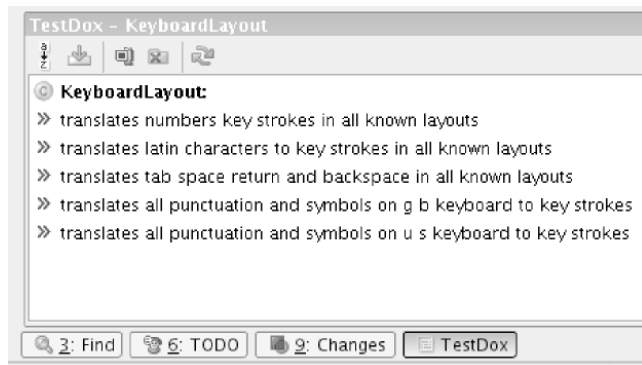 TestDox - KeyboardLayout
KeyboardLayout:
translates numbers key strokes in all known layouts
translates latin characters to key strokes in all known layouts
translates tab space return and backspace in all known layouts
translates all punctuation and symbols on g b keyboard to key strokes
translates all punctuation and symbols on u s keyboard to key strokes
3: Find 6: TODO 9: Changes TestDox